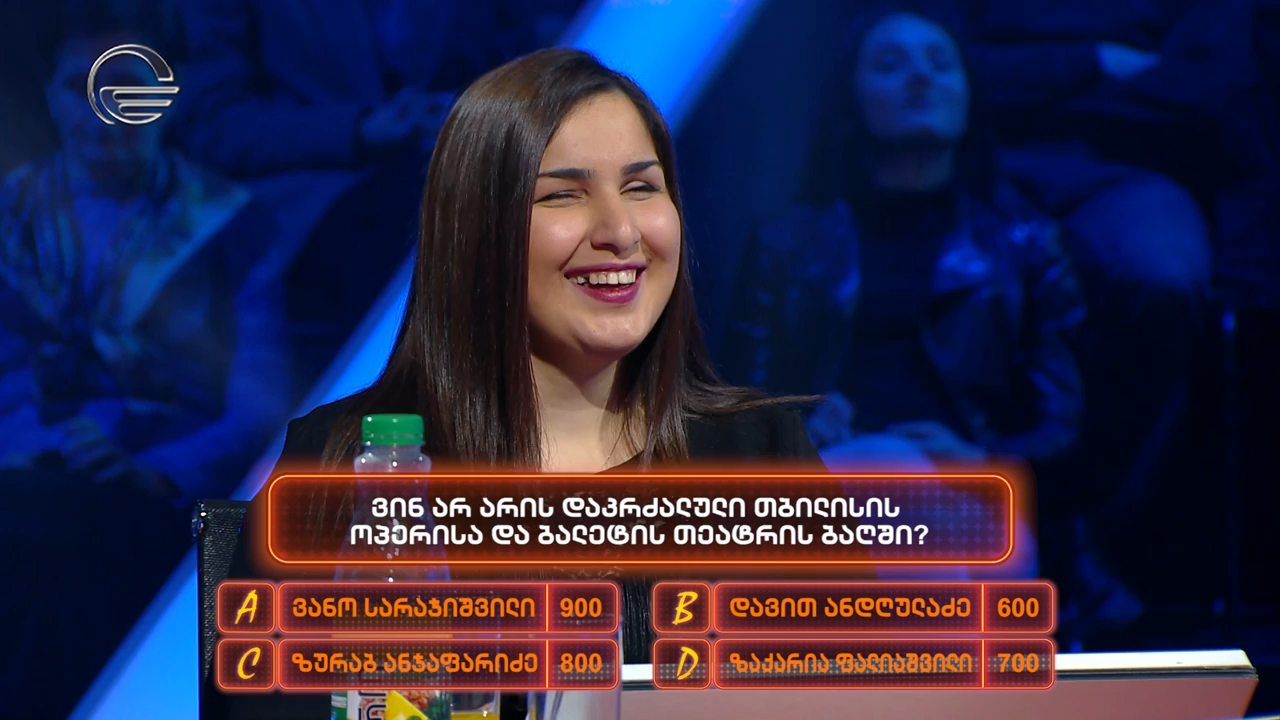 ვინ არ არის დაკრძალული თბილისის
ოპერისა და ბალეტის თეატრის ბაღში?
A ვანო სარაჯიშვილი 900
B დავით ანდღულაძე 600
C ზურაბ ანჯაფარიძე 800
D ზაქარია ფალიაშვილი 700